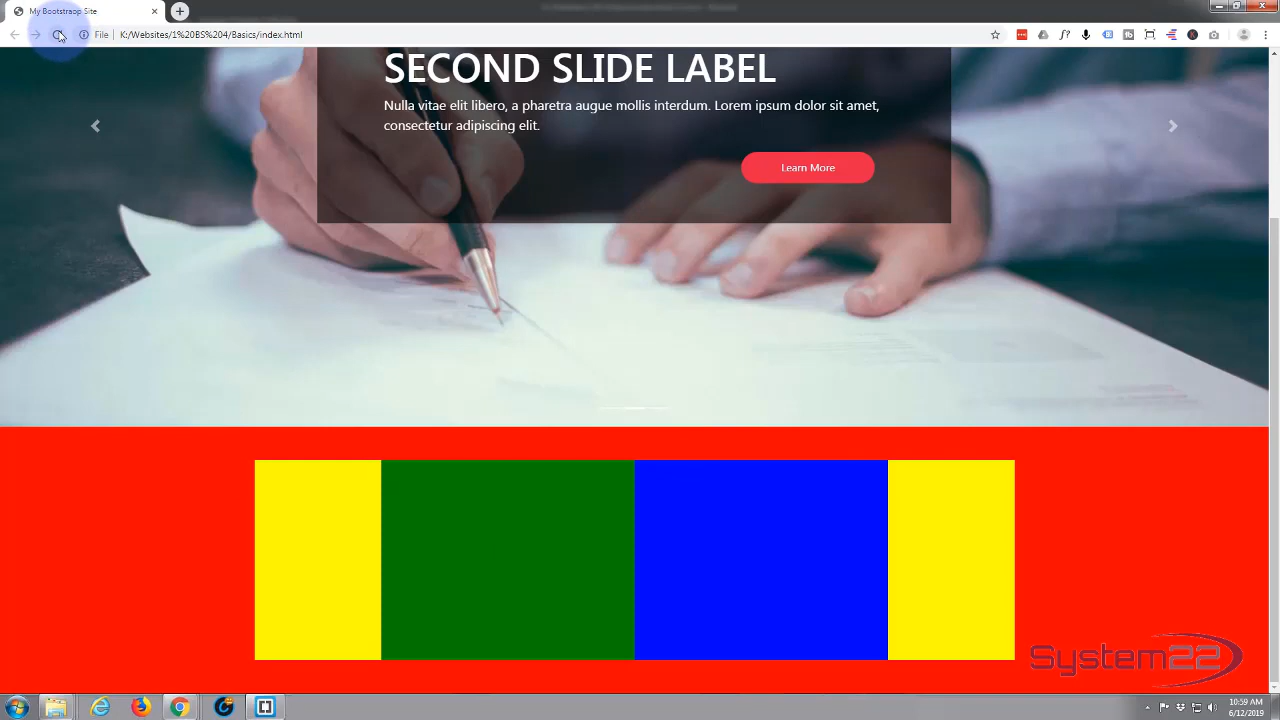 My Bootstraop Site
File
K:/Websites/1%20BS%204/Basics/index.html
SECOND SLIDE LABEL
Nulla vitae elit libero, a pharetra augue mollis interdum. Lorem ipsum dolor sit amet,
consectetur adipiscing elit.
Learn More
System22
10:59 AM
6/12/2019